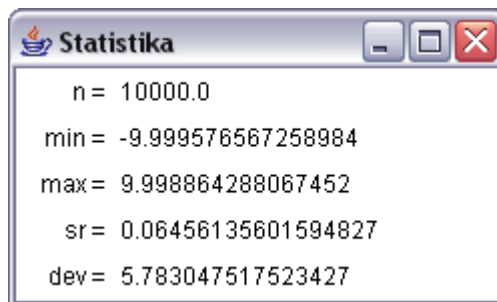 Statistika
n = 10000.0
min = -9.999576567258984
max = 9.998864288067452
sr = 0.06456135601594827
dev = 5.783047517523427